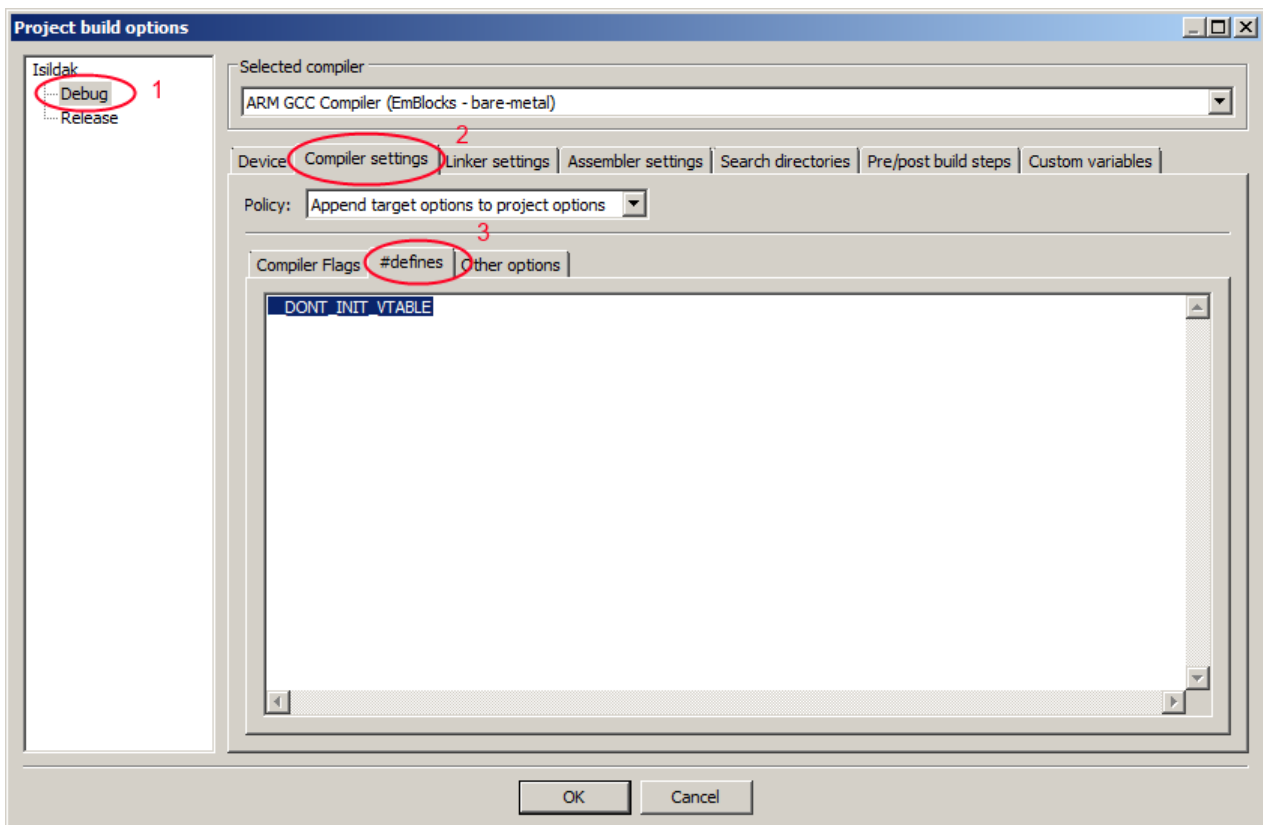 Project build options
Isildak
Debug 1
Release
Selected compiler
ARM GCC Compiler (EmBlocks - bare-metal)
2
Device Compiler settings Linker settings Assembler settings Search directories Pre/post build steps Custom variables
Policy: Append target options to project options
3
Compiler Flags #defines Other options
__DONT_INIT_VTABLE
OK Cancel